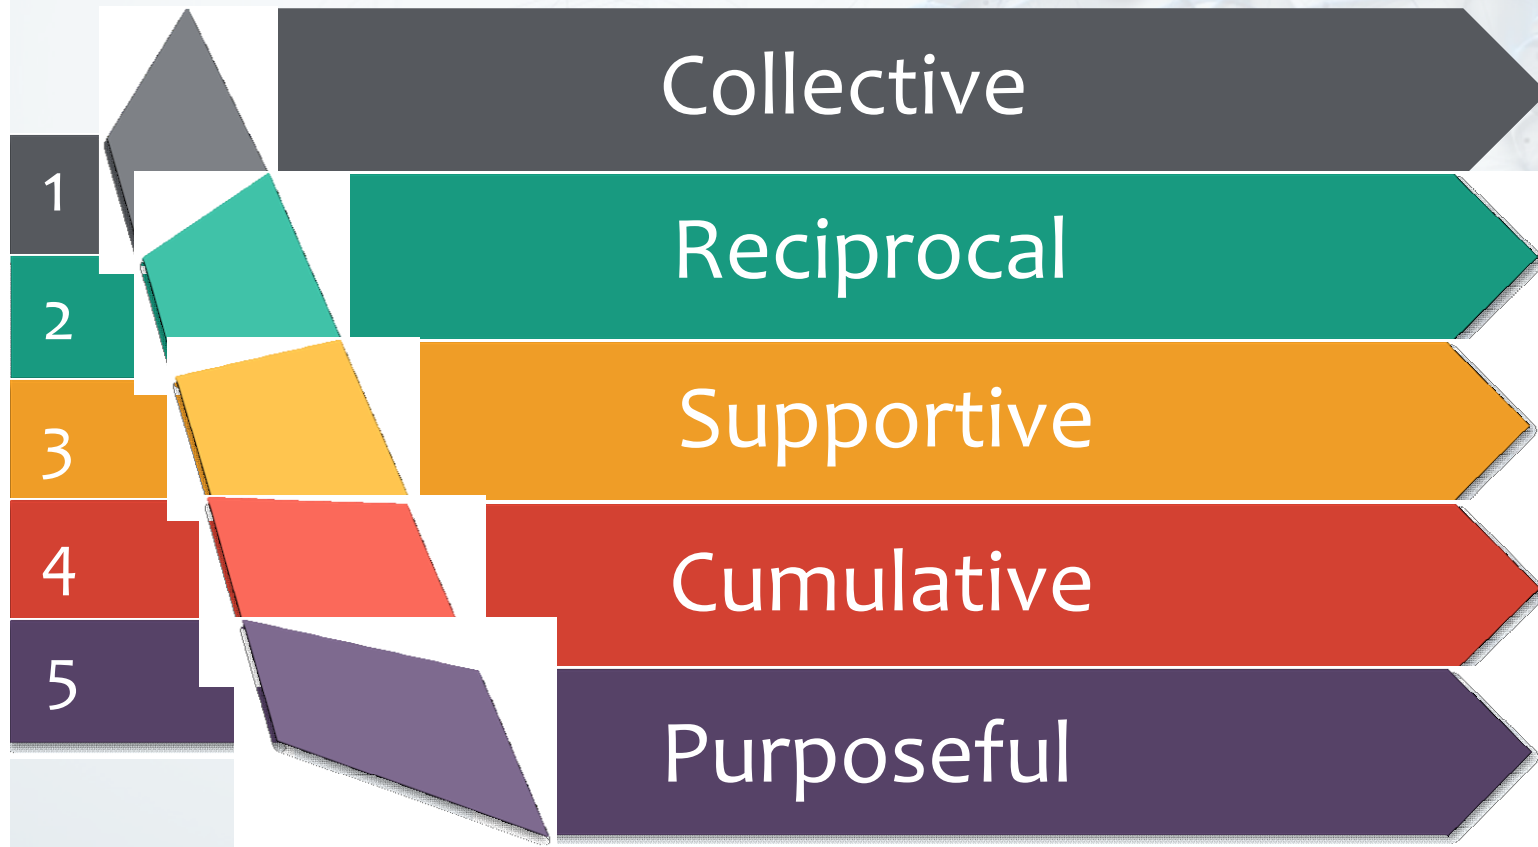 1 Collective
2 Reciprocal
3 Supportive
4 Cumulative
5 Purposeful